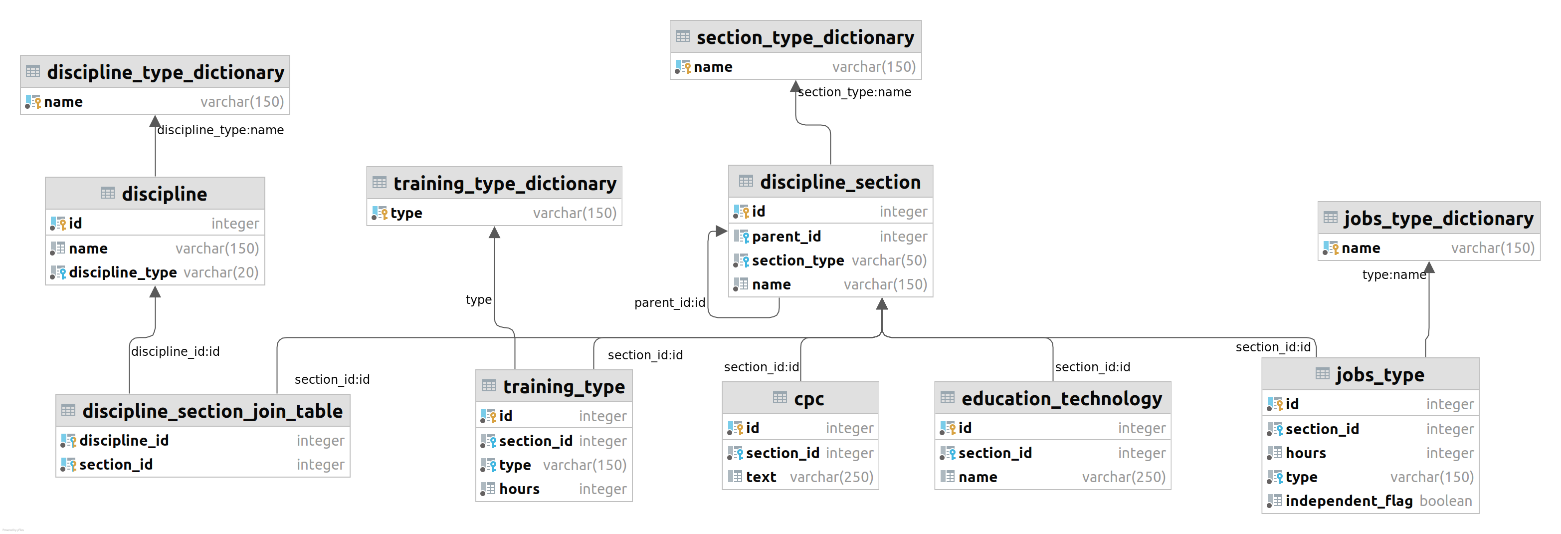 section_type_dictionary
name varchar(150)
section_type:name
discipline_type_dictionary
name varchar(150)
discipline_type:name
discipline
id integer
name varchar(150)
discipline_type varchar(20)
training_type_dictionary
type varchar(150)
discipline_section
id integer
parent_id integer
section_type varchar(50)
name varchar(150)
jobs_type_dictionary
name varchar(150)
type:name
type
parent_id:id
discipline_id:id
section_id:id
section_id:id
section_id:id
section_id:id
section_id:id
discipline_section_join_table
discipline_id integer
section_id integer
training_type
id integer
section_id integer
type varchar(150)
hours integer
cpc
id integer
section_id integer
text varchar(250)
education_technology
id integer
section_id integer
name varchar(250)
jobs_type
id integer
section_id integer
hours integer
type varchar(150)
independent_flag boolean